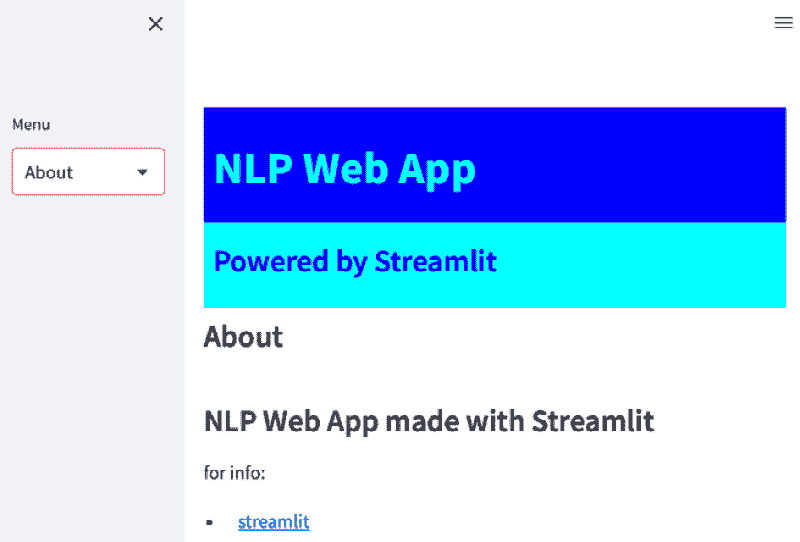 Menu
About
NLP Web App
Powered by Streamlit
About
NLP Web App made with Streamlit
for info:
• streamlit